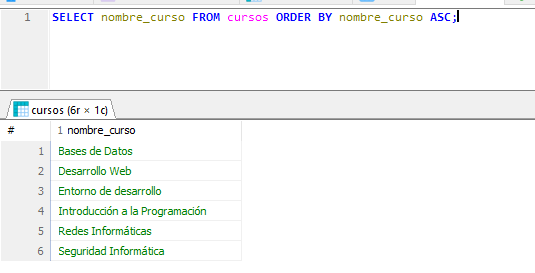 1 SELECT nombre_curso FROM cursos ORDER BY nombre_curso ASC;
cursos (6r × 1c)
# 1 nombre_curso
1 Bases de Datos
2 Desarrollo Web
3 Entorno de desarrollo
4 Introducción a la Programación
5 Redes Informáticas
6 Seguridad Informática